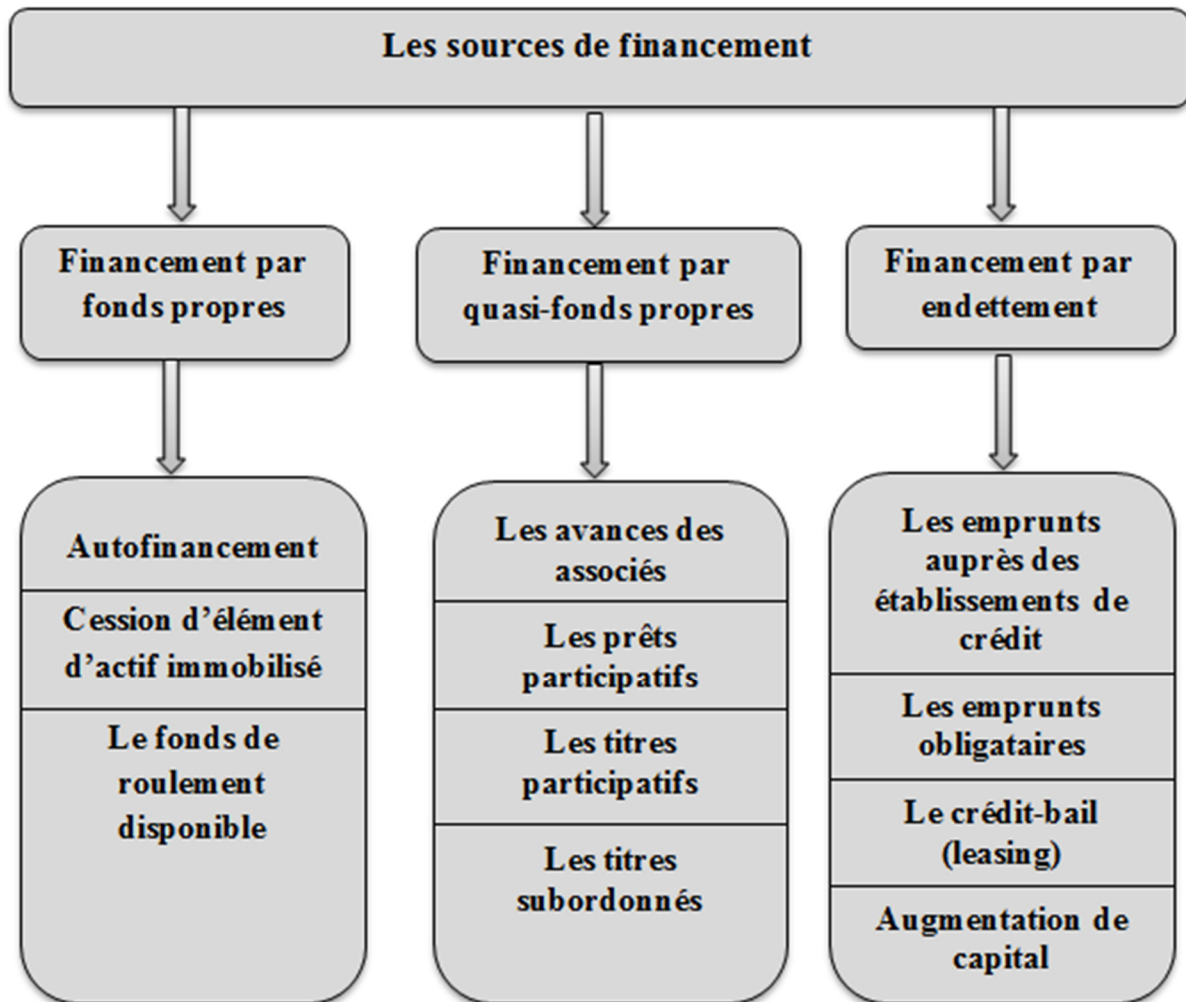 Les sources de financement
Financement par
fonds propres
Financement par
quasi-fonds propres
Financement par
endettement
Autofinancement
Cession d’élément
d’actif immobilisé
Le fonds de
roulement
disponible
Les avances des
associés
Les prêts
participatifs
Les titres
participatifs
Les titres
subordonnés
Les emprunts
auprès des
établissements de
crédit
Les emprunts
obligataires
Le crédit-bail
(leasing)
Augmentation de
capital